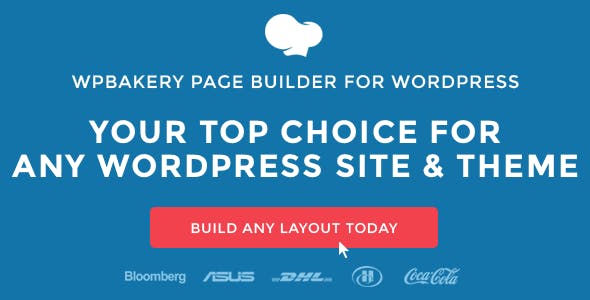 WPBAKERY PAGE BUILDER FOR WORDPRESS
YOUR TOP CHOICE FOR
ANY WORDPRESS SITE & THEME
BUILD ANY LAYOUT TODAY
Bloomberg ASUS DHL H Coca-Cola